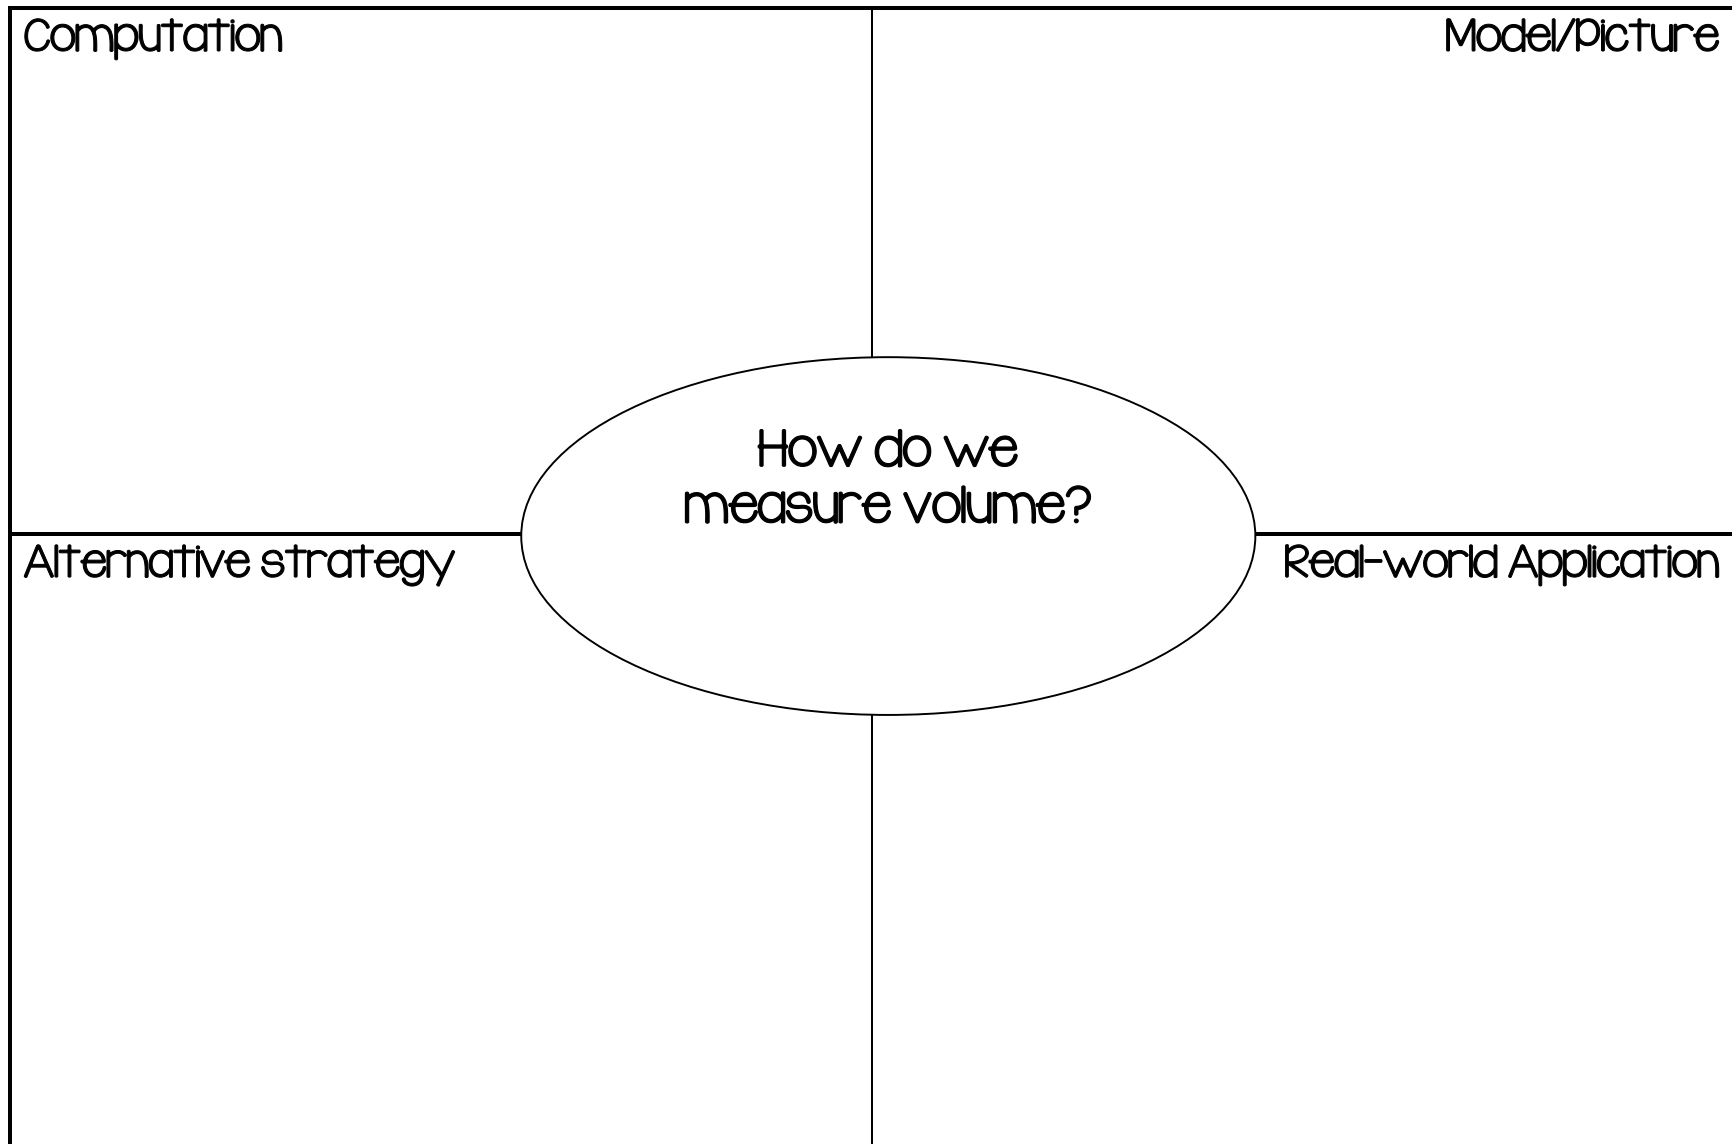 Computation
Model/Picture
How do we
measure volume?
Alternative strategy
Real-world Application